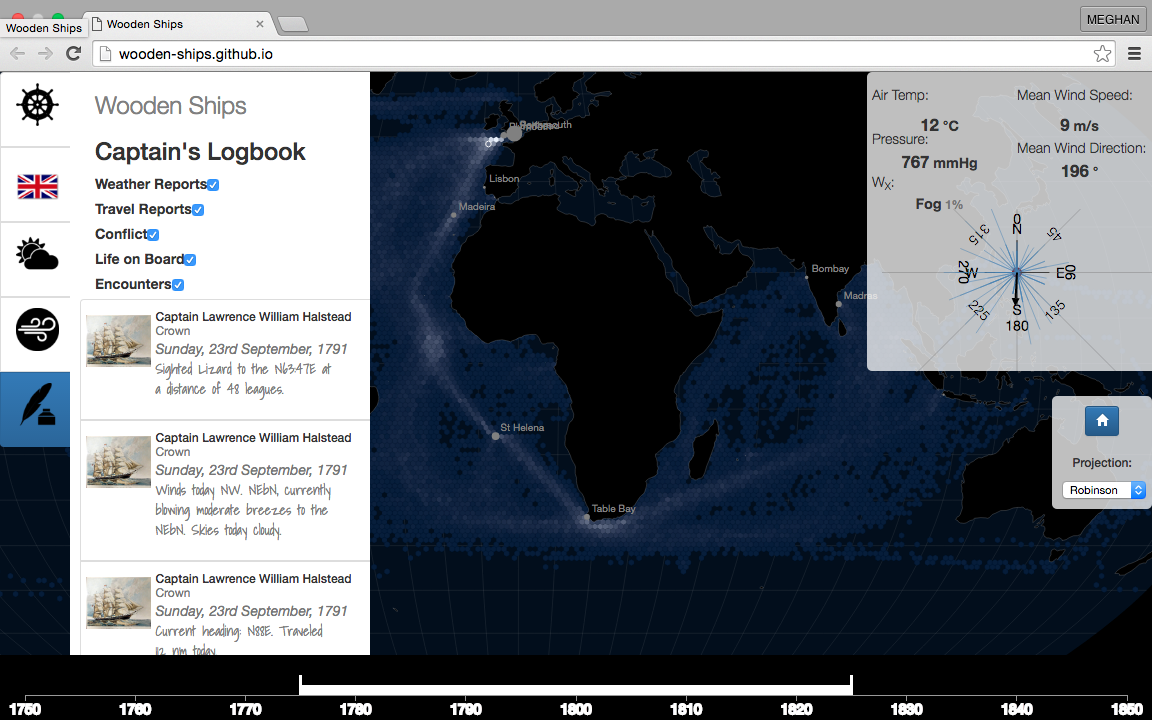 Wooden Ships
Wooden Ships
MEGHAN
wooden-ships.github.io
Wooden Ships
Captain's Logbook
Weather Reports
Travel Reports
Conflict
Life on Board
Encounters
Captain Lawrence William Halstead
Crown
Sunday, 23rd September, 1791
Sighted Lizard to the N63:47E at
a distance of 48 leagues.
Captain Lawrence William Halstead
Crown
Sunday, 23rd September, 1791
Winds today NW. NEbN, currently
blowing moderate breezes to the
NEbN. Skies today cloudy.
Captain Lawrence William Halstead
Crown
Sunday, 23rd September, 1791
Current heading: N88E. Traveled
112 nm today
Portsmouth
Lisbon
Madeira
Bombay
Madras
St Helena
Table Bay
Air Temp:
12 °C
Pressure:
767 mmHg
Wx:
Fog 1%
Mean Wind Speed:
9 m/s
Mean Wind Direction:
196 °
0
N
45
E
90
135
S
180
225
W
270
315
Projection:
Robinson
1750 1760 1770 1780 1790 1800 1810 1820 1830 1840 1850